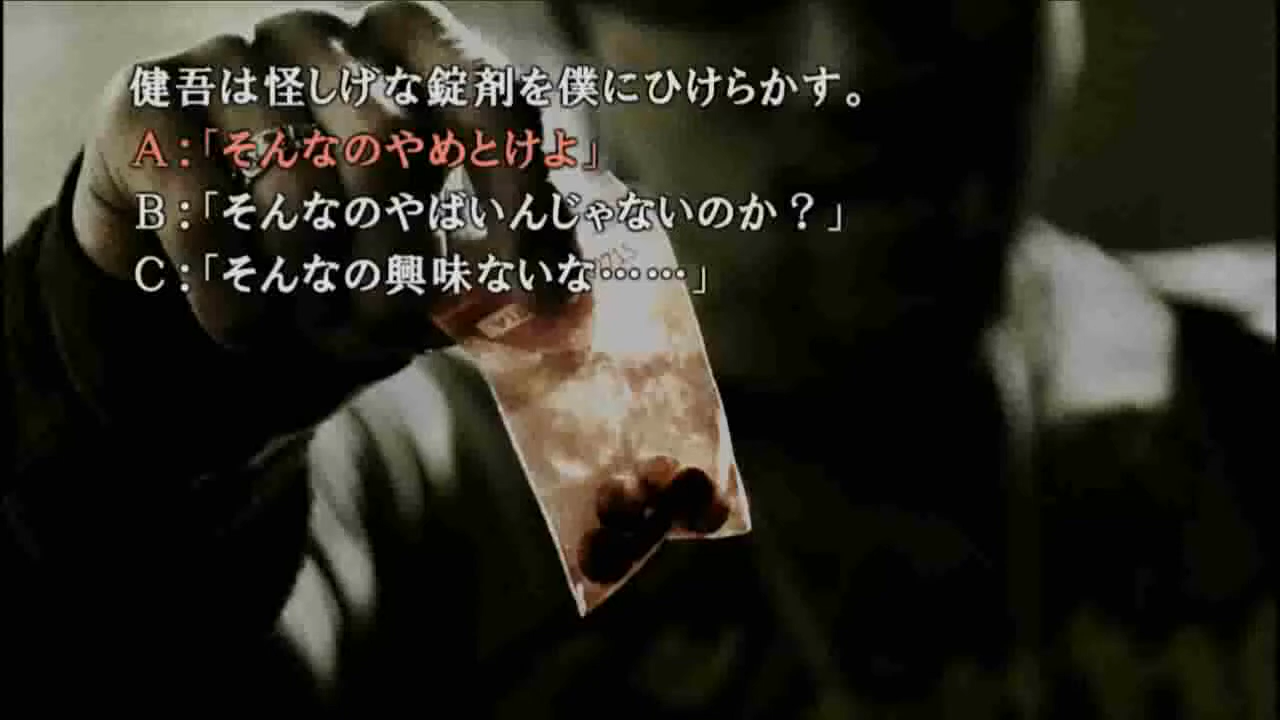 健吾は怪しげな錠剤を僕にひけらかす。
A:「そんなのやめとけよ」
B:「そんなのやばいんじゃないのか？」
C:「そんなの興味ないな……」